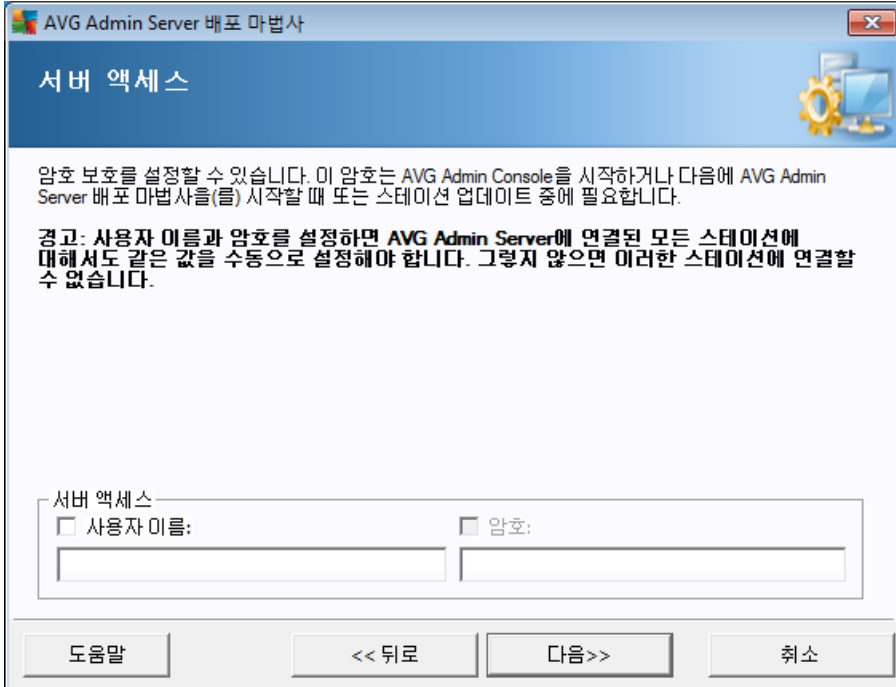 AVG Admin Server 배포 마법사
서버 액세스
암호 보호를 설정할 수 있습니다. 이 암호는 AVG Admin Console을 시작하거나 다음에 AVG Admin
Server 배포 마법사을(를) 시작할 때 또는 스테이션 업데이트 중에 필요합니다.
경고: 사용자 이름과 암호를 설정하면 AVG Admin Server에 연결된 모든 스테이션에
대해서도 같은 값을 수동으로 설정해야 합니다. 그렇지 않으면 이러한 스테이션에 연결할
수 없습니다.
서버 액세스
사용자 이름: 암호:
도움말 << 뒤로 다음>> 취소